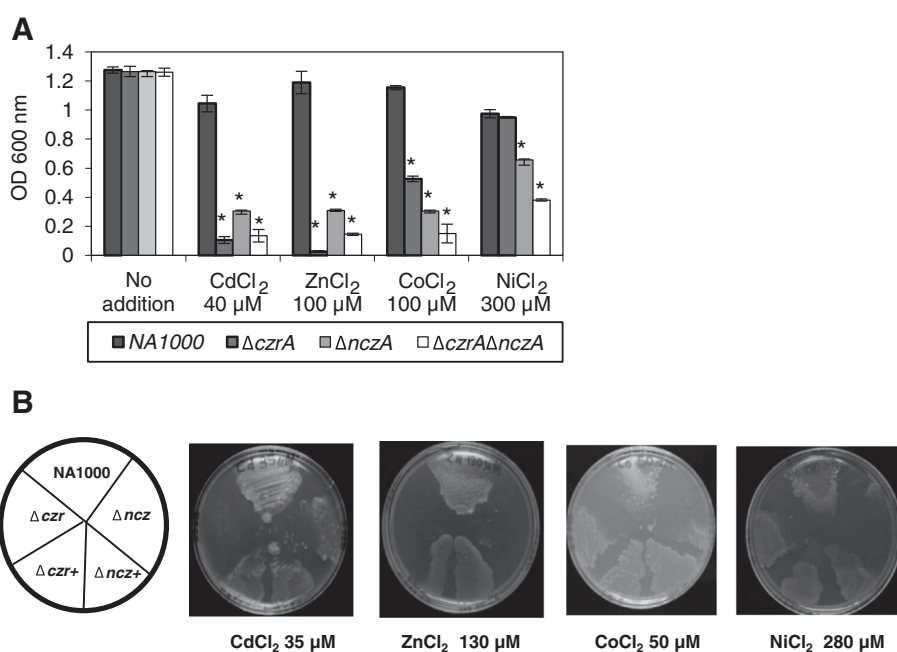 A
OD 600 nm
1.4
1.2
1
0.8
0.6
0.4
0.2
0
* * *
* *
* * *
* *
No addition
CdCl2 40 µM
ZnCl2 100 µM
CoCl2 100 µM
NiCl2 300 µM
NA1000 ΔczrA ΔnczA ΔczrAΔnczA
B
NA1000
Δczr
Δncz
Δczr+
Δncz+
CdCl2 35 µM
ZnCl2 130 µM
CoCl2 50 µM
NiCl2 280 µM